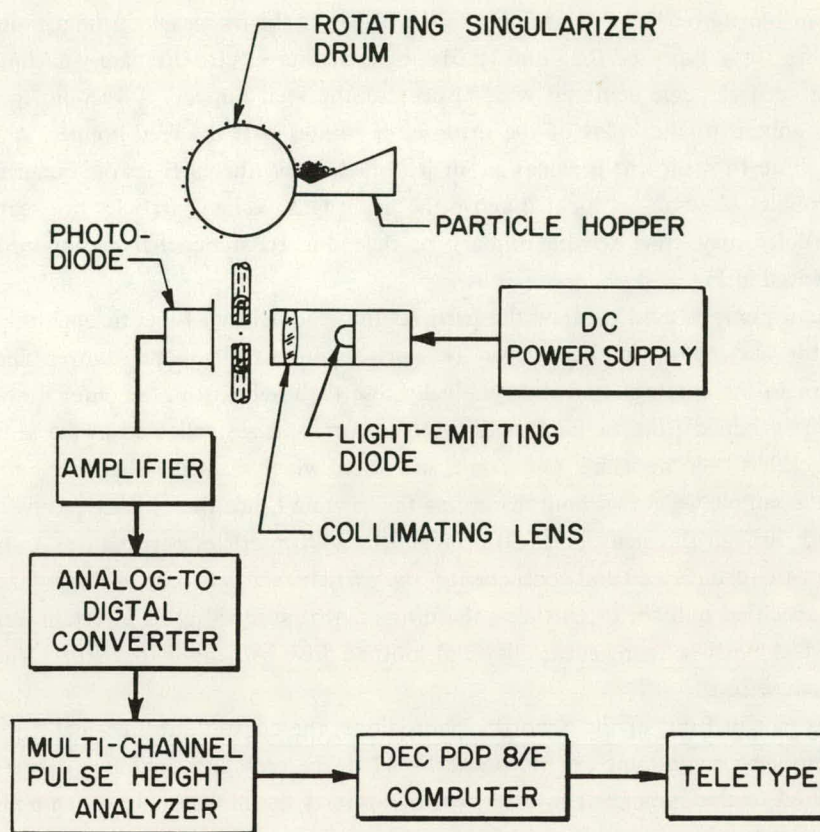 ROTATING SINGULARIZER
DRUM
PARTICLE HOPPER
PHOTO-
DIODE
DC
POWER SUPPLY
LIGHT-EMITTING
DIODE
AMPLIFIER
COLLIMATING LENS
ANALOG-TO-
DIGTAL
CONVERTER
MULTI-CHANNEL
PULSE HEIGHT
ANALYZER
DEC PDP 8/E
COMPUTER
TELETYPE